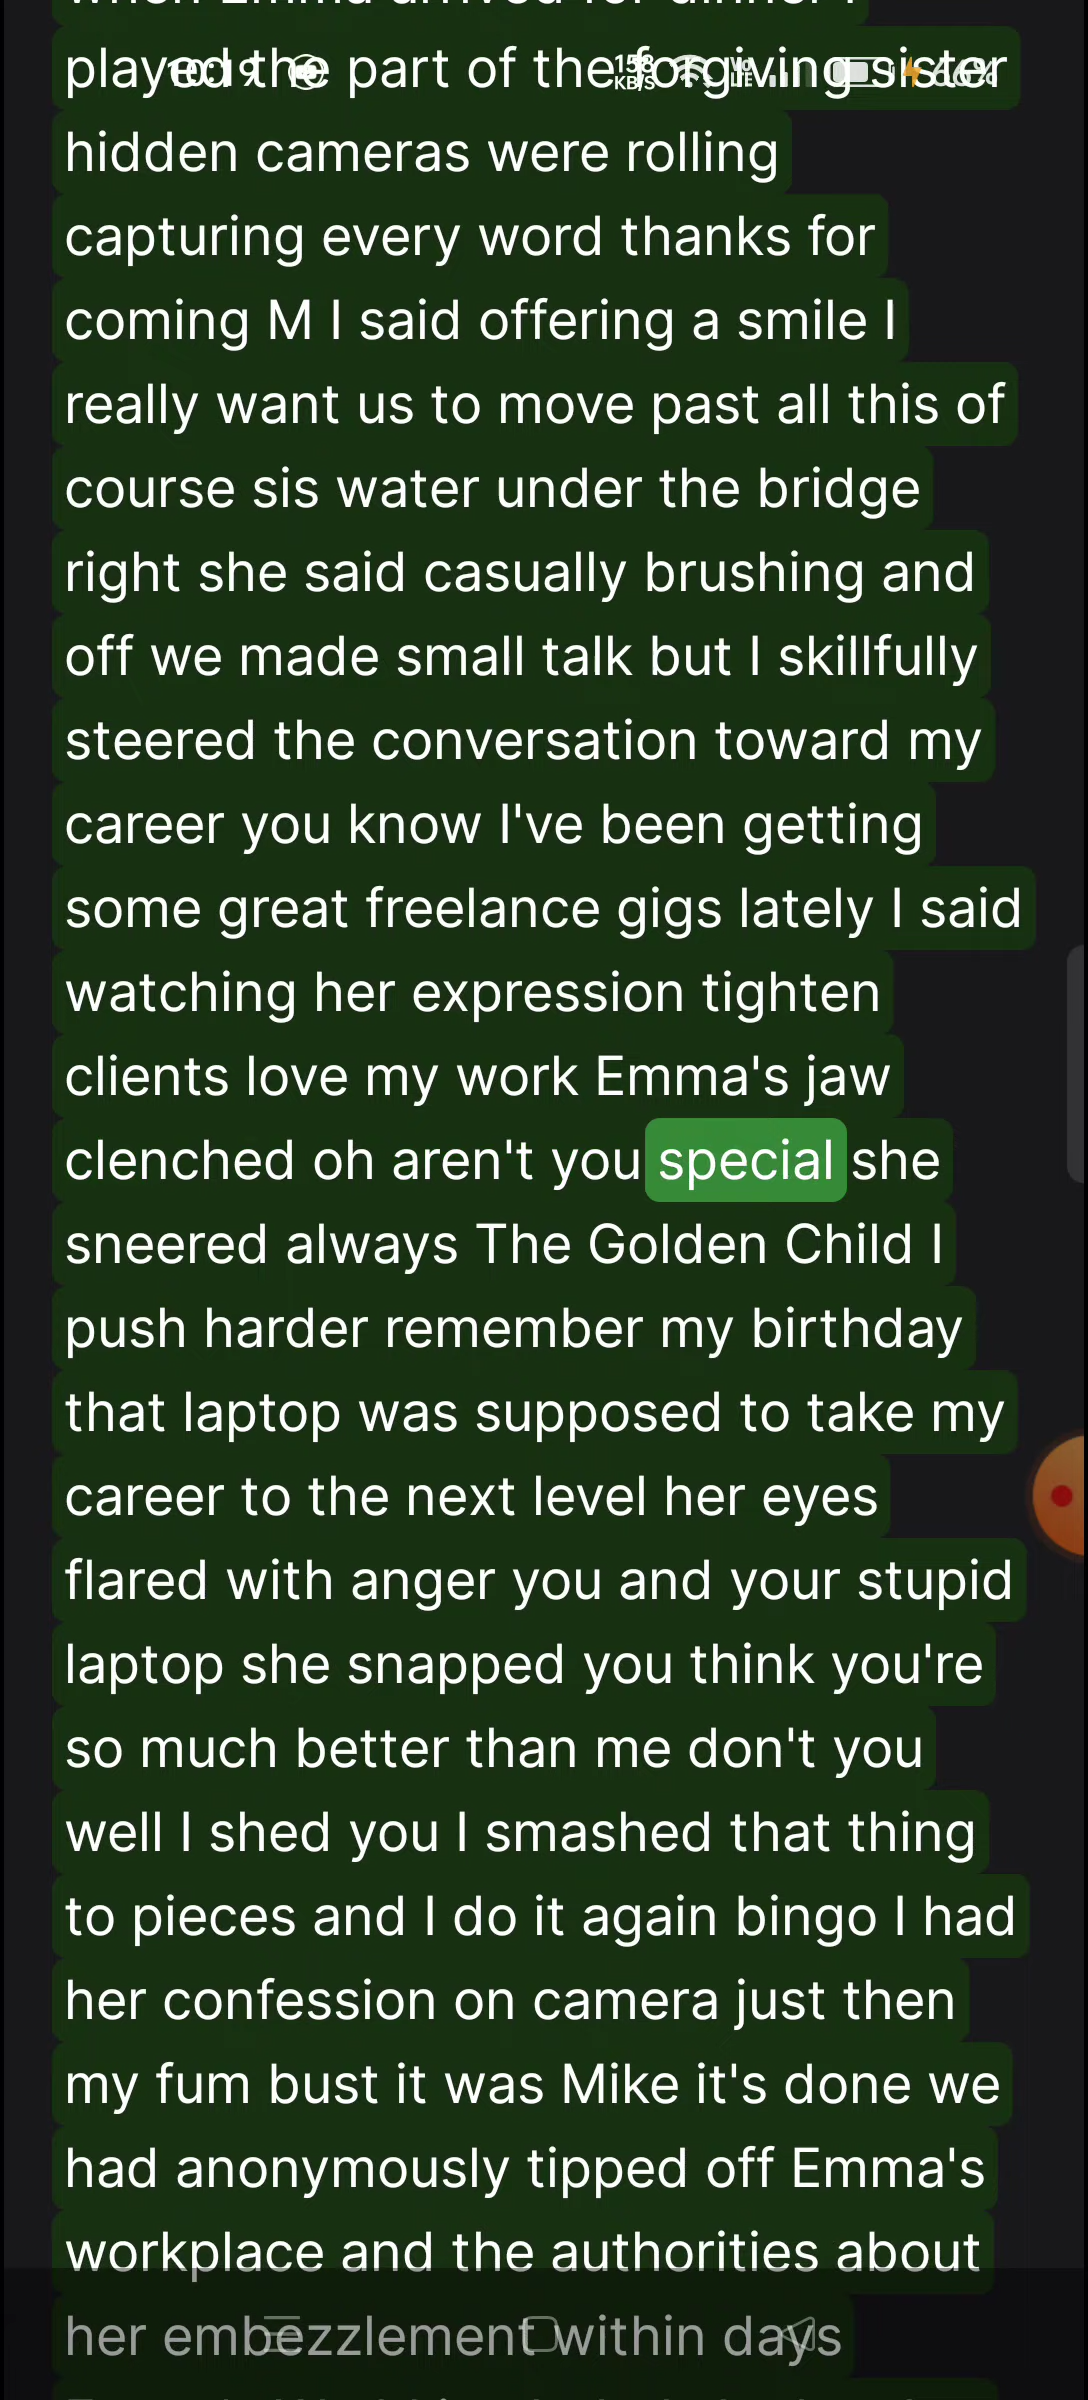 when Emma arrived for dinner I
played the part of the forgiving sister
hidden cameras were rolling
capturing every word thanks for
coming M I said offering a smile I
really want us to move past all this of
course sis water under the bridge
right she said casually brushing and
off we made small talk but I skillfully
steered the conversation toward my
career you know I've been getting
some great freelance gigs lately I said
watching her expression tighten
clients love my work Emma's jaw
clenched oh aren't you special she
sneered always The Golden Child I
push harder remember my birthday
that laptop was supposed to take my
career to the next level her eyes
flared with anger you and your stupid
laptop she snapped you think you're
so much better than me don't you
well I shed you I smashed that thing
to pieces and I do it again bingo I had
her confession on camera just then
my fum bust it was Mike it's done we
had anonymously tipped off Emma's
workplace and the authorities about
her embezzlement within days